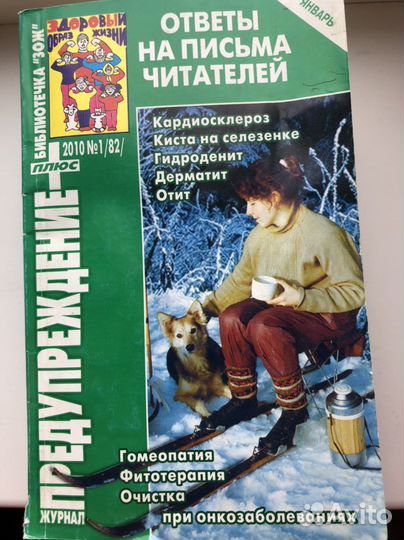 ЯНВАРЬ
ОТВЕТЫ
НА ПИСЬМА
ЧИТАТЕЛЕЙ
ЗДОРОВЫЙ
ОБРАЗ ЖИЗНИ
2010 №1/82/
БИБЛИОТЕЧКА "ЗОЖ"
ПЛЮС
ЖУРНАЛ ПРЕДУПРЕЖДЕНИЕ
Кардиосклероз
Киста на селезенке
Гидроденит
Дерматит
Отит
Гомеопатия
Фитотерапия
Очистка
при онкозаболеваниях
Avito